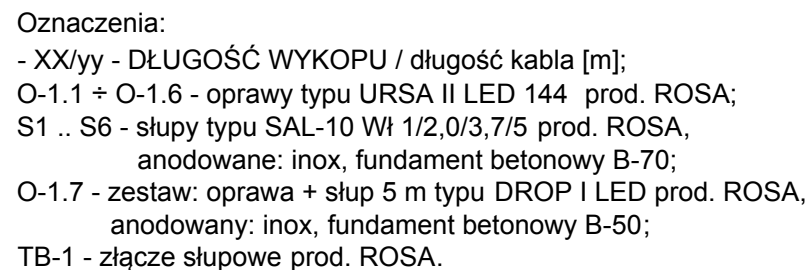 Oznaczenia:
- XX/yy - DŁUGOŚĆ WYKOPU / długość kabla [m];
O-1.1 ÷ O-1.6 - oprawy typu URSA II LED 144 prod. ROSA;
S1 .. S6 - słupy typu SAL-10 Wł 1/2,0/3,7/5 prod. ROSA,
anodowane: inox, fundament betonowy B-70;
O-1.7 - zestaw: oprawa + słup 5 m typu DROP I LED prod. ROSA,
anodowany: inox, fundament betonowy B-50;
TB-1 - złącze słupowe prod. ROSA.